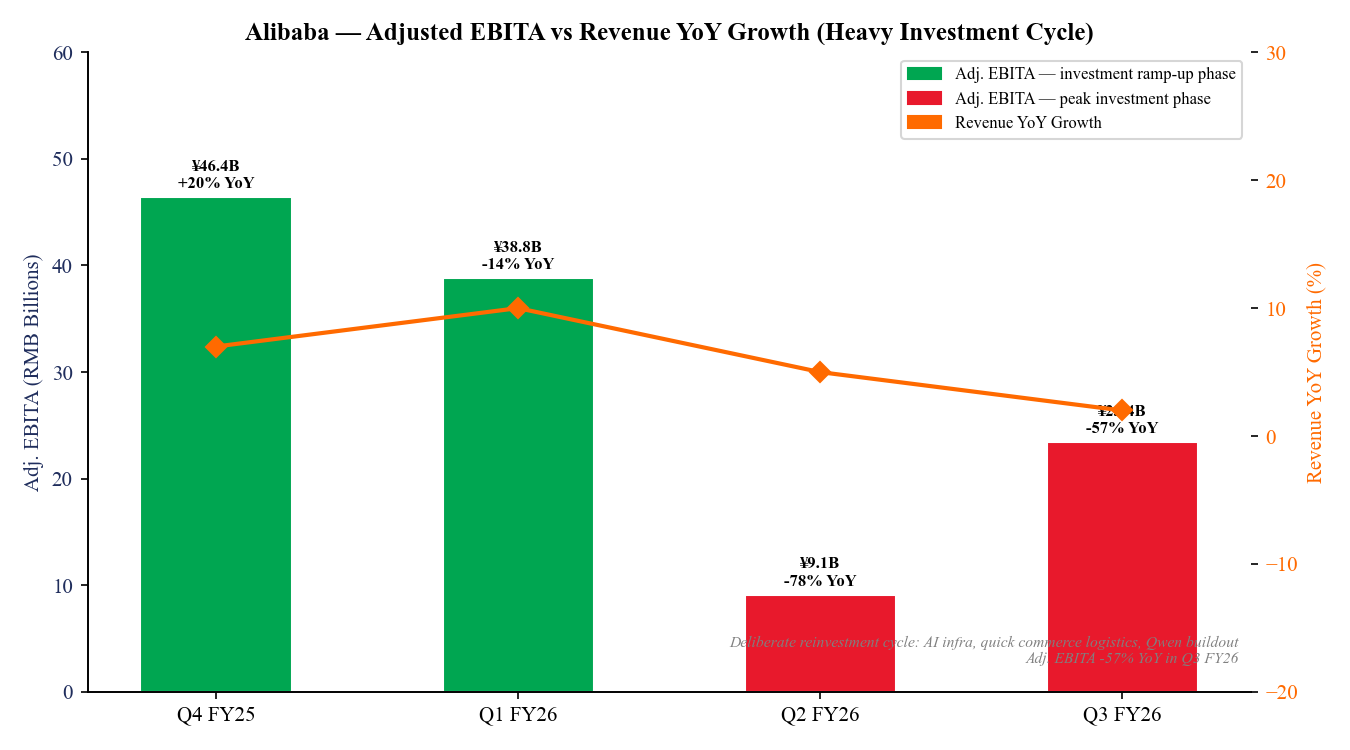 Alibaba — Adjusted EBITA vs Revenue YoY Growth (Heavy Investment Cycle)
Adj. EBITA — investment ramp-up phase
Adj. EBITA — peak investment phase
Revenue YoY Growth
Adj. EBITA (RMB Billions)
60
50
40
30
20
10
0
¥46.4B
+20% YoY
¥38.8B
-14% YoY
¥9.1B
-78% YoY
-57% YoY
Deliberate reinvestment cycle: AI infra, quick commerce logistics, Qwen buildout
Adj. EBITA -57% YoY in Q3 FY26
30
20
10
0
−10
−20
Revenue YoY Growth (%)
Q4 FY25
Q1 FY26
Q2 FY26
Q3 FY26